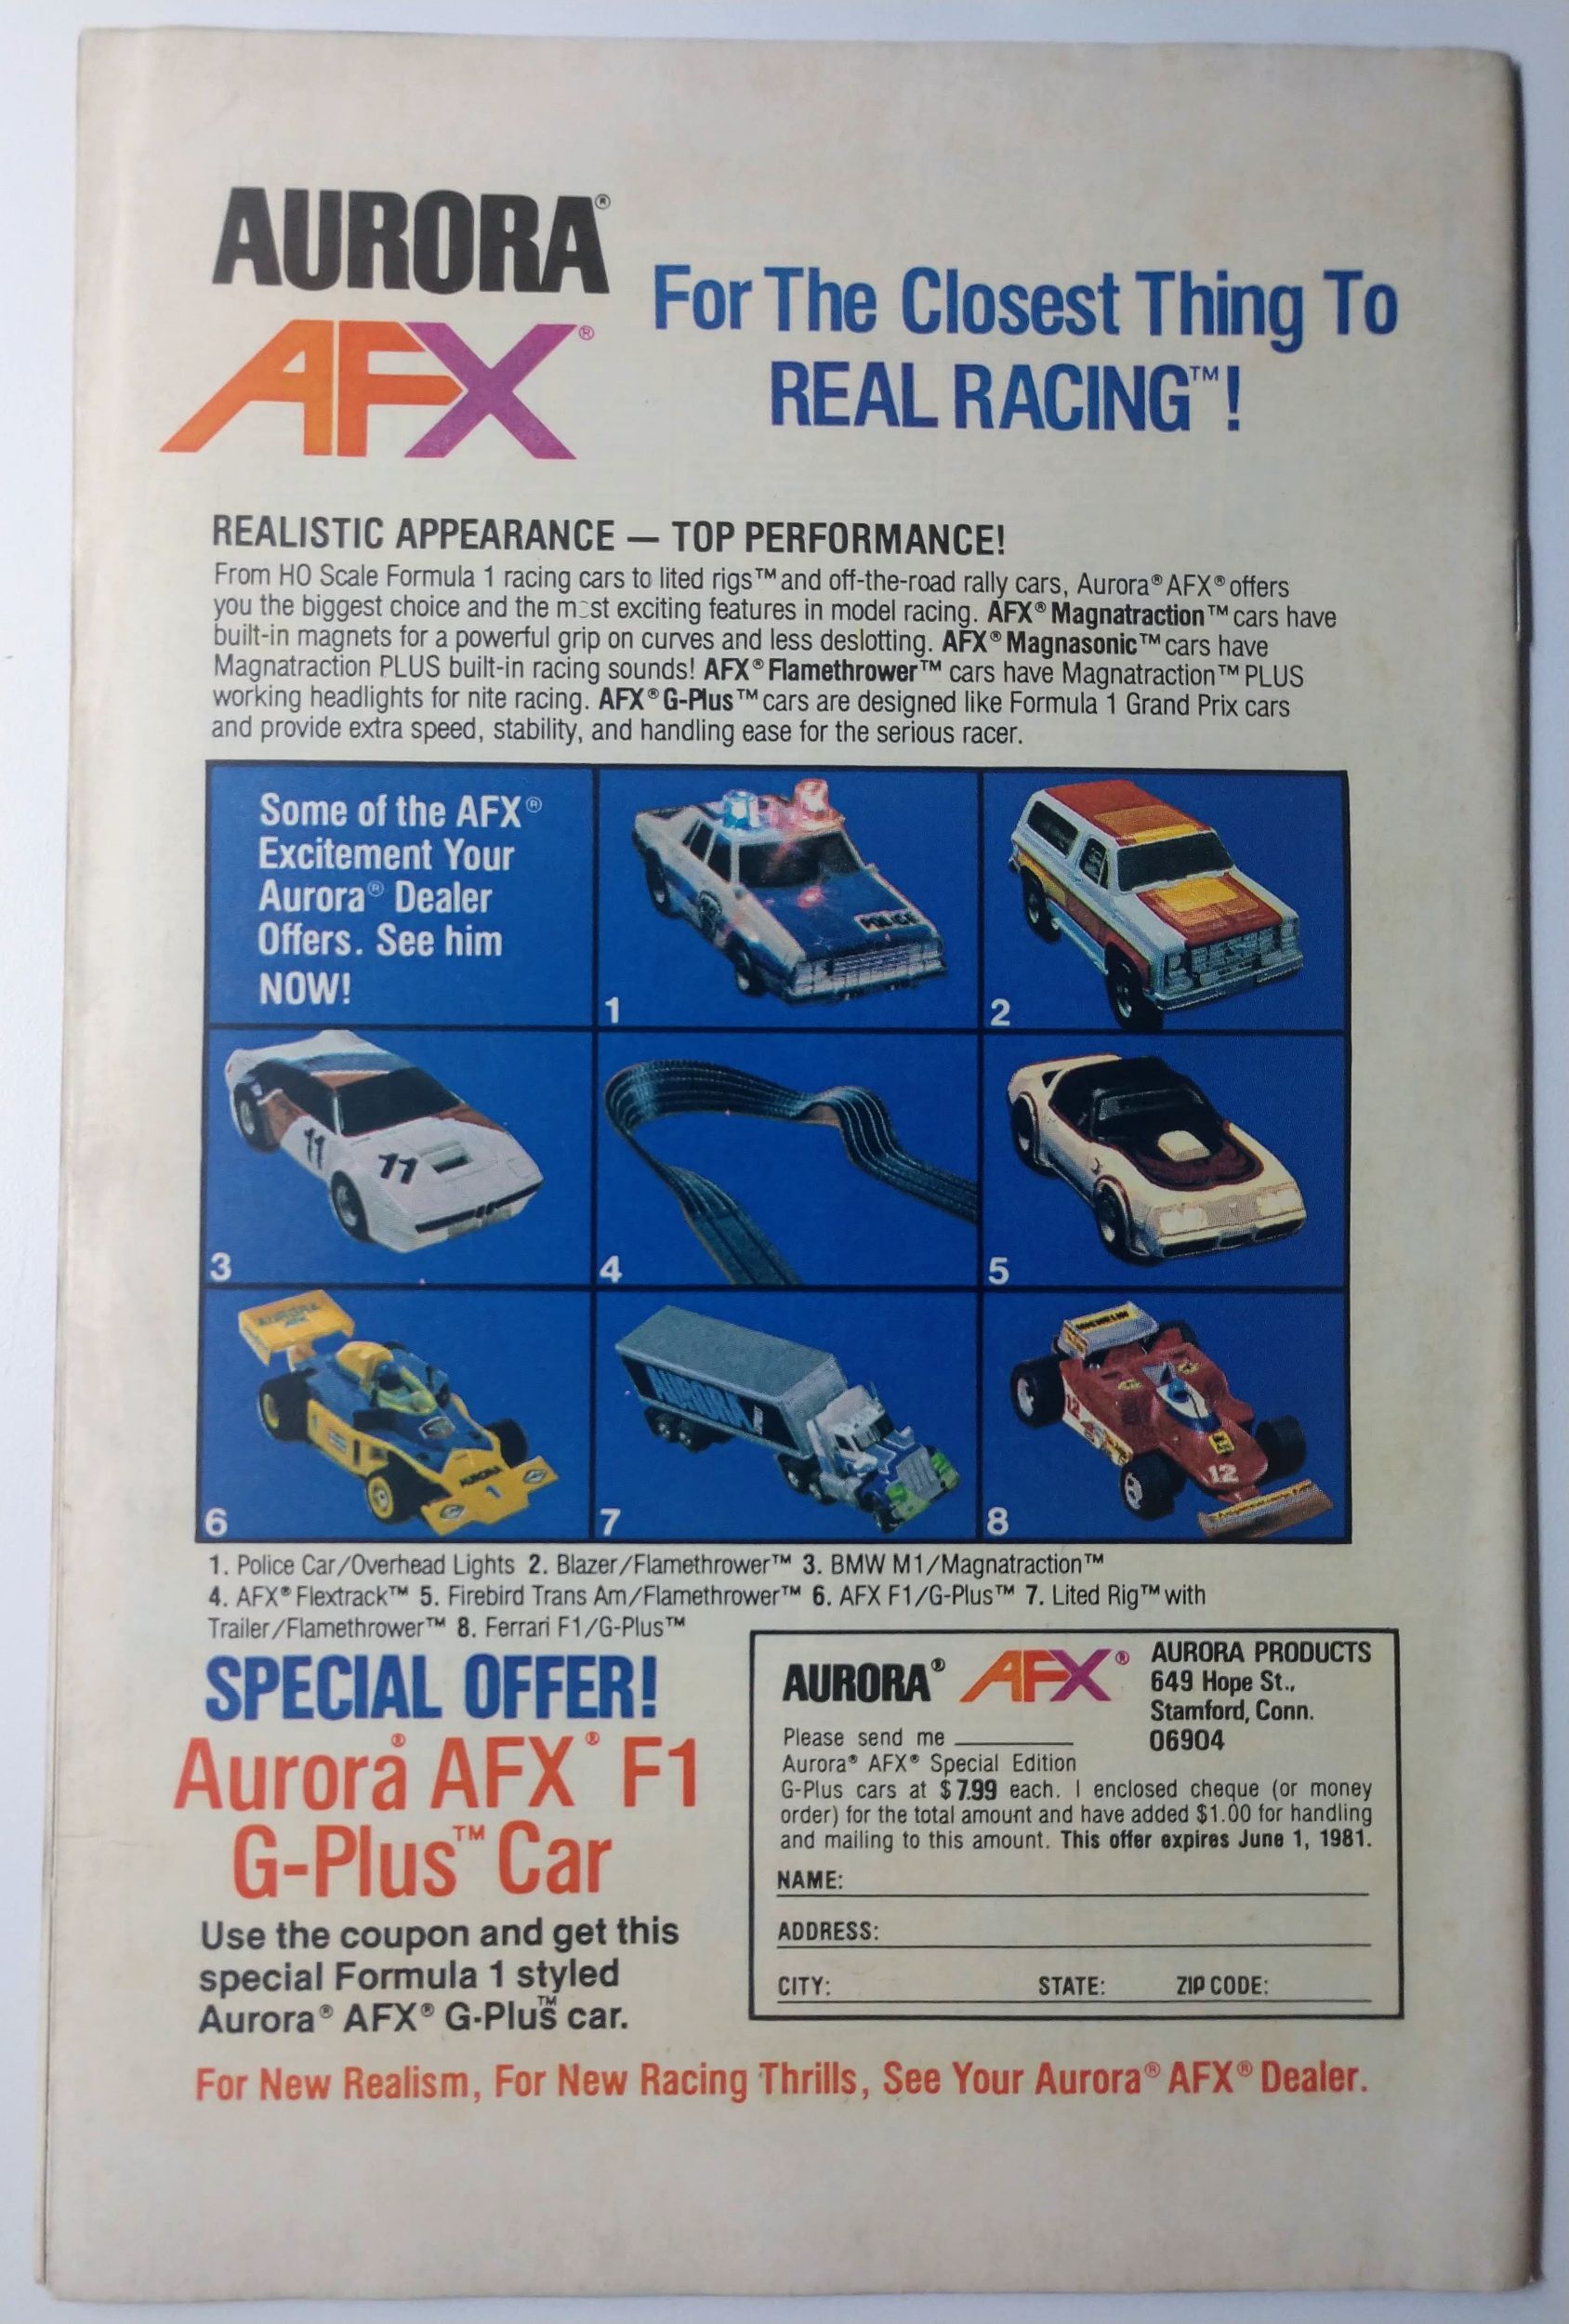 AURORA®
AFX®
For The Closest Thing To
REAL RACING™!
REALISTIC APPEARANCE — TOP PERFORMANCE!
From HO Scale Formula 1 racing cars to lited rigs™ and off-the-road rally cars, Aurora® AFX® offers
you the biggest choice and the most exciting features in model racing. AFX® Magnatraction™ cars have
built-in magnets for a powerful grip on curves and less deslotting. AFX® Magnasonic™ cars have
Magnatraction PLUS built-in racing sounds! AFX® Flamethrower™ cars have Magnatraction™ PLUS
working headlights for nite racing. AFX® G-Plus™ cars are designed like Formula 1 Grand Prix cars
and provide extra speed, stability, and handling ease for the serious racer.
Some of the AFX®
Excitement Your
Aurora® Dealer
Offers. See him
NOW!
POLICE
1
2
11
11
3
4
5
AURORA
AFX
1
AURORA
1
6
AURORA
7
12
12
8
1. Police Car/Overhead Lights 2. Blazer/Flamethrower™ 3. BMW M1/Magnatraction™
4. AFX® Flextrack™ 5. Firebird Trans Am/Flamethrower™ 6. AFX F1/G-Plus™ 7. Lited Rig™ with
Trailer/Flamethrower™ 8. Ferrari F1/G-Plus™
SPECIAL OFFER!
Aurora® AFX® F1
G-Plus™ Car
Use the coupon and get this
special Formula 1 styled
Aurora® AFX® G-Plus™ car.
AURORA® AFX®
AURORA PRODUCTS
649 Hope St.,
Stamford, Conn.
06904
Please send me
Aurora® AFX® Special Edition
G-Plus cars at $7.99 each. I enclosed cheque (or money
order) for the total amount and have added $1.00 for handling
and mailing to this amount. This offer expires June 1, 1981.
NAME:
ADDRESS:
CITY: STATE: ZIP CODE:
For New Realism, For New Racing Thrills, See Your Aurora® AFX® Dealer.